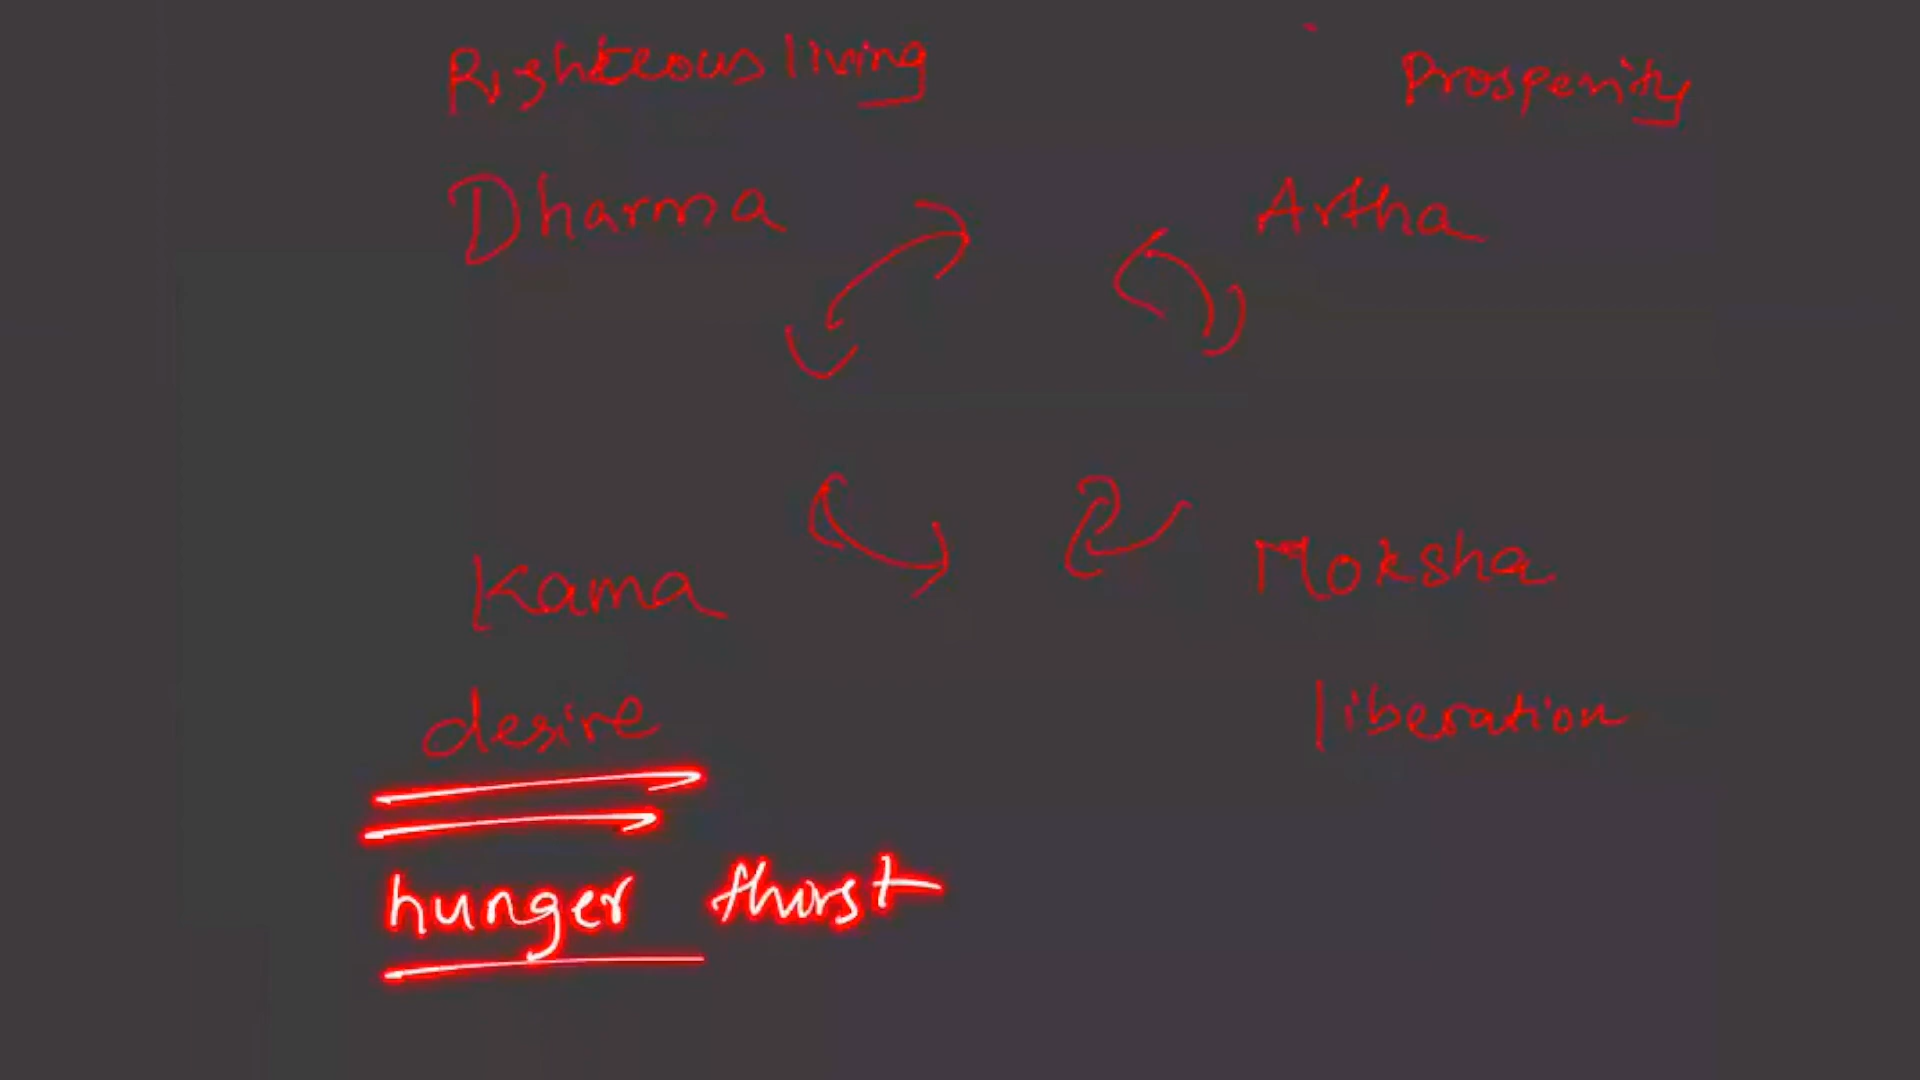 Righteous living Prosperity
Dharma Artha
Kama Moksha
desire liberation
hunger thirst